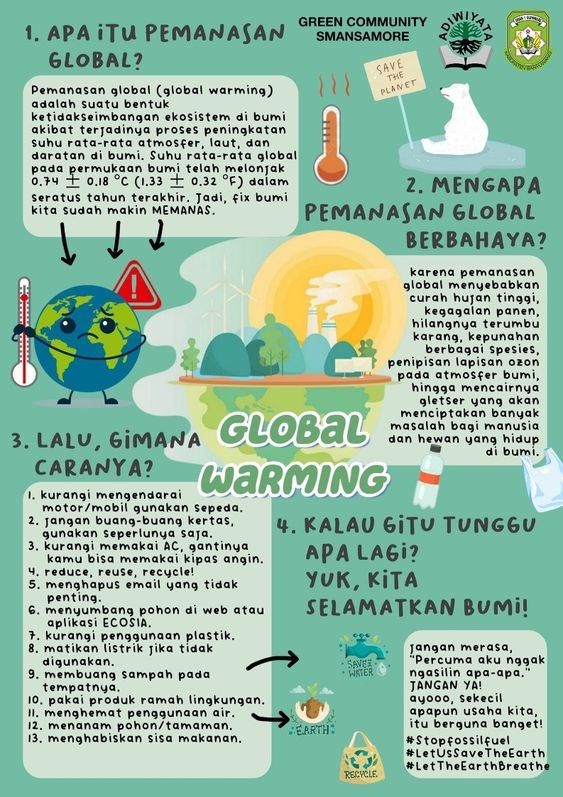 GREEN COMMUNITY
SMANSAMORE
ADIWIYATA
1. APA ITU PEMANASAN
GLOBAL?
Pemanasan global (global warming)
adalah suatu bentuk
ketidakseimbangan ekosistem di bumi
akibat terjadinya proses peningkatan
suhu rata-rata atmosfer, laut, dan
daratan di bumi. Suhu rata-rata global
pada permukaan bumi telah melonjak
0.74 ± 0.18 °C (1.33 ± 0.32 °F) dalam
seratus tahun terakhir. Jadi, fix bumi
kita sudah makin MEMANAS.
SAVE
THE
PLANET
2. MENGAPA
PEMANASAN GLOBAL
BERBAHAYA?
karena pemanasan
global menyebabkan
curah hujan tinggi,
kegagalan panen,
hilangnya terumbu
karang, kepunahan
berbagai spesies,
penipisan lapisan ozon
pada atmosfer bumi,
hingga mencairnya
gletser yang akan
menciptakan banyak
masalah bagi manusia
dan hewan yang hidup
di bumi.
GLOBAL
WARMING
3. LALU, GIMANA
CARANYA?
1. kurangi mengendarai
motor/mobil gunakan sepeda.
2. jangan buang-buang kertas,
gunakan seperlunya saja.
3. kurangi memakai AC, gantinya
kamu bisa memakai kipas angin.
4. reduce, reuse, recycle!
5. menghapus email yang tidak
penting.
6. menyumbang pohon di web atau
aplikasi ECOSIA.
7. kurangi penggunaan plastik.
8. matikan listrik jika tidak
digunakan.
9. membuang sampah pada
tempatnya.
10. pakai produk ramah lingkungan.
11. menghemat penggunaan air.
12. menanam pohon/tamaman.
13. menghabiskan sisa makanan.
4. KALAU GITU TUNGGU
APA LAGI?
YUK, KITA
SELAMATKAN BUMI!
SAVE
WATER
EARTH
RECYCLE
jangan merasa,
"Percuma aku nggak
ngasilin apa-apa."
JANGAN YA!
ayooo, sekecil
apapun usaha kita,
itu berguna banget!
#Stopfossilfuel
#LetUsSaveTheEarth
#LetTheEarthBreathe